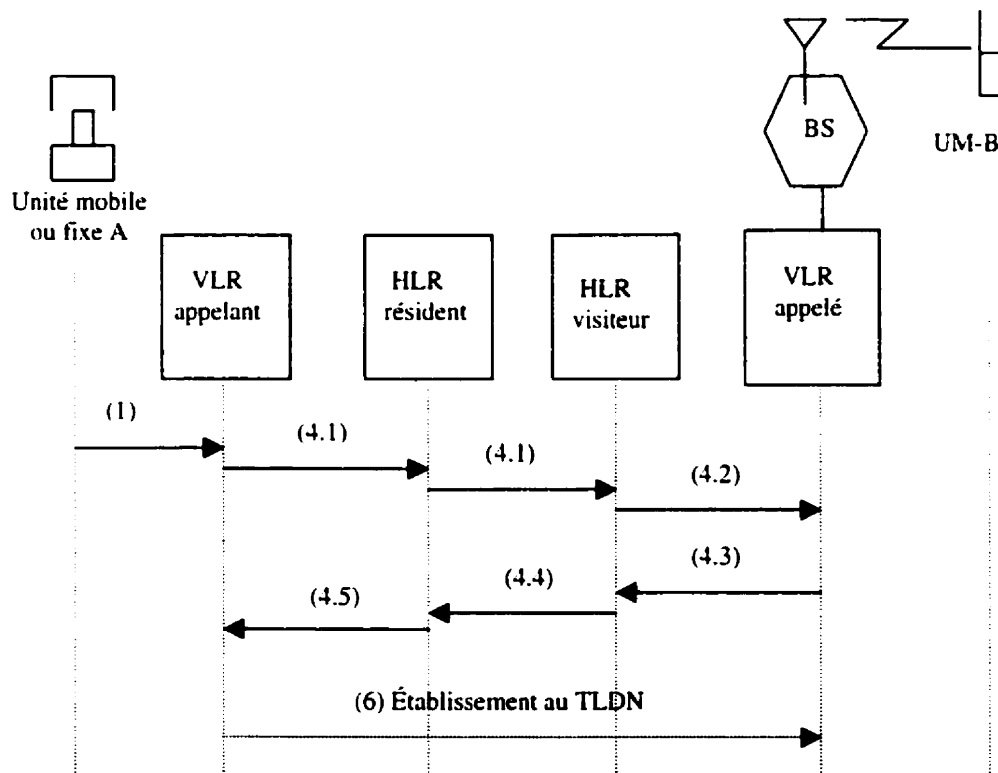 BS
UM-B
Unité mobile
ou fixe A
VLR
appelant
HLR
résident
HLR
visiteur
VLR
appelé
(1)
(4.1)
(4.1)
(4.2)
(4.3)
(4.4)
(4.5)
(6) Établissement au TLDN